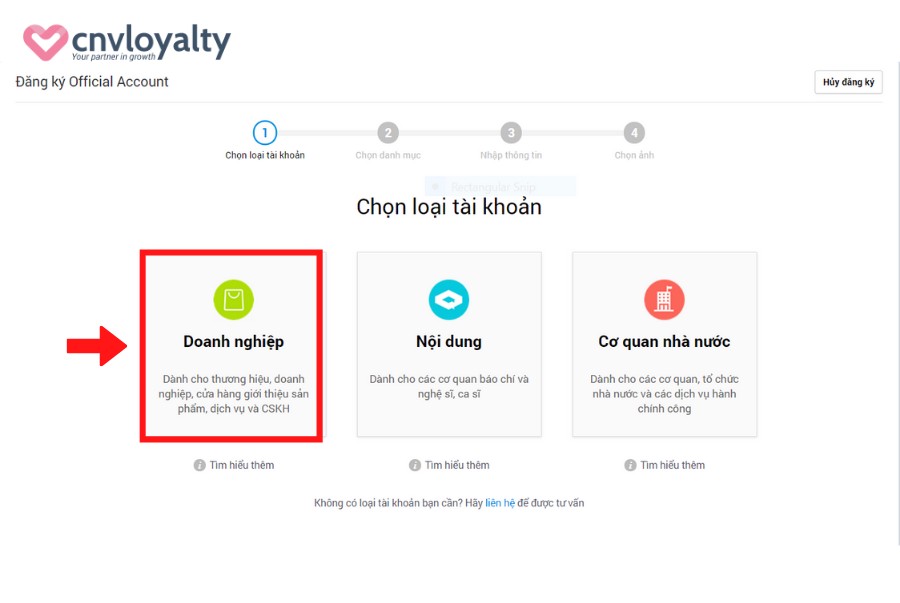 cnvloyalty
Your partner in growth
Đăng ký Official Account
Hủy đăng ký
1
2
3
4
Chọn loại tài khoản
Chọn danh mục
Nhập thông tin
Chọn ảnh
Rectangular Snip
Chọn loại tài khoản
Doanh nghiệp
Dành cho thương hiệu, doanh
nghiệp, cửa hàng giới thiệu sản
phẩm, dịch vụ và CSKH
Tìm hiểu thêm
Nội dung
Dành cho các cơ quan báo chí và
nghệ sĩ, ca sĩ
Tìm hiểu thêm
Cơ quan nhà nước
Dành cho các cơ quan, tổ chức
nhà nước và các dịch vụ hành
chính công
Tìm hiểu thêm
Không có loại tài khoản bạn cần? Hãy liên hệ để được tư vấn